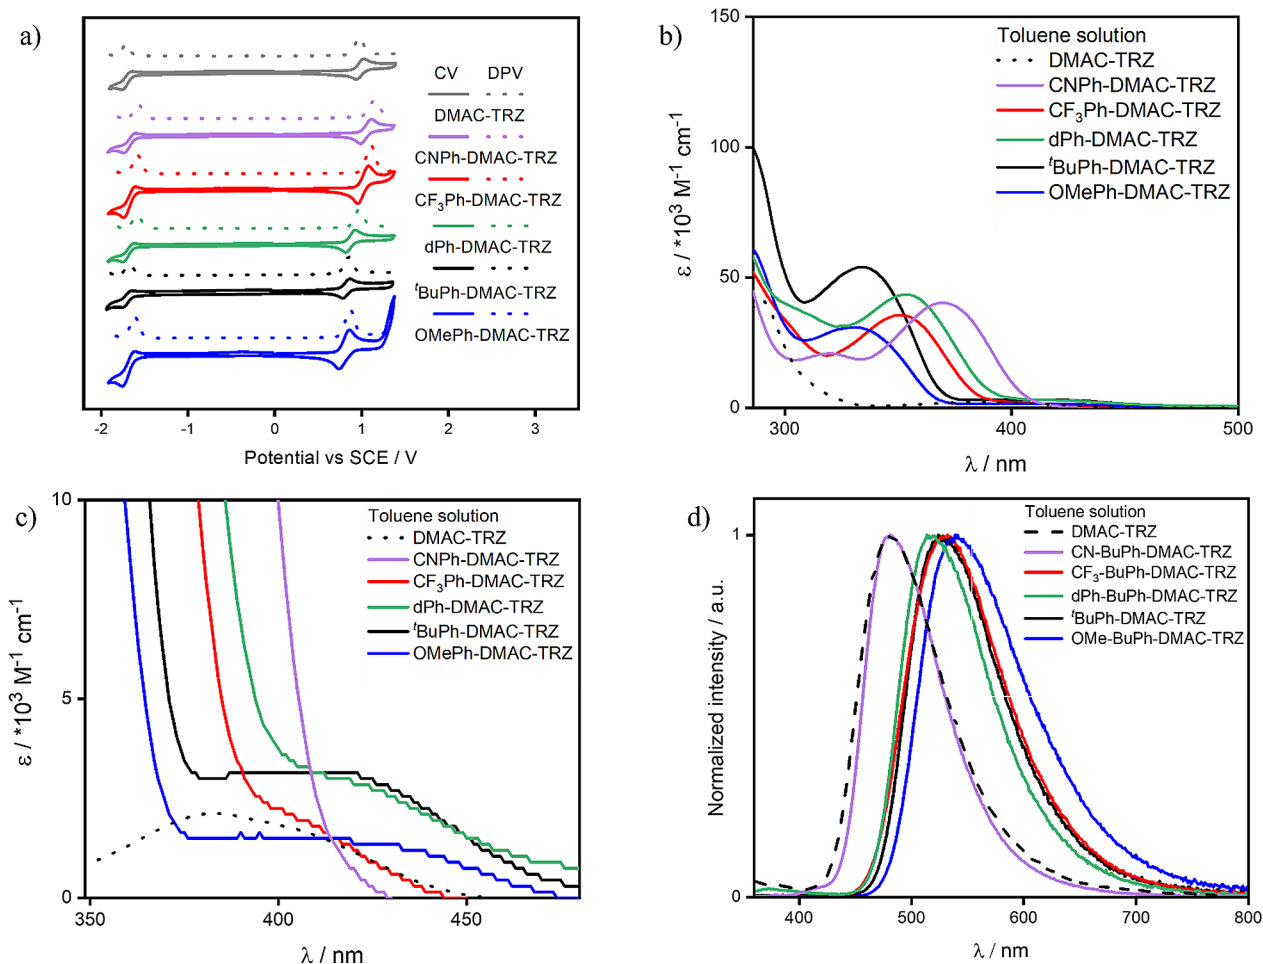 a)
CV DPV
DMAC-TRZ
CNPh-DMAC-TRZ
CF3Ph-DMAC-TRZ
dPh-DMAC-TRZ
tBuPh-DMAC-TRZ
OMePh-DMAC-TRZ
-2 -1 0 1 2 3
Potential vs SCE / V
b)
150
100
50
0
ε / *10³ M⁻¹ cm⁻¹
Toluene solution
DMAC-TRZ
CNPh-DMAC-TRZ
CF3Ph-DMAC-TRZ
dPh-DMAC-TRZ
tBuPh-DMAC-TRZ
OMePh-DMAC-TRZ
300 400 500
λ / nm
c)
10
5
0
ε / *10³ M⁻¹ cm⁻¹
Toluene solution
DMAC-TRZ
CNPh-DMAC-TRZ
CF3Ph-DMAC-TRZ
dPh-DMAC-TRZ
tBuPh-DMAC-TRZ
OMePh-DMAC-TRZ
350 400 450
λ / nm
d)
1
0
Normalized intensity / a.u.
Toluene solution
DMAC-TRZ
CN-BuPh-DMAC-TRZ
CF3-BuPh-DMAC-TRZ
dPh-BuPh-DMAC-TRZ
tBuPh-DMAC-TRZ
OMe-BuPh-DMAC-TRZ
400 500 600 700 800
λ / nm